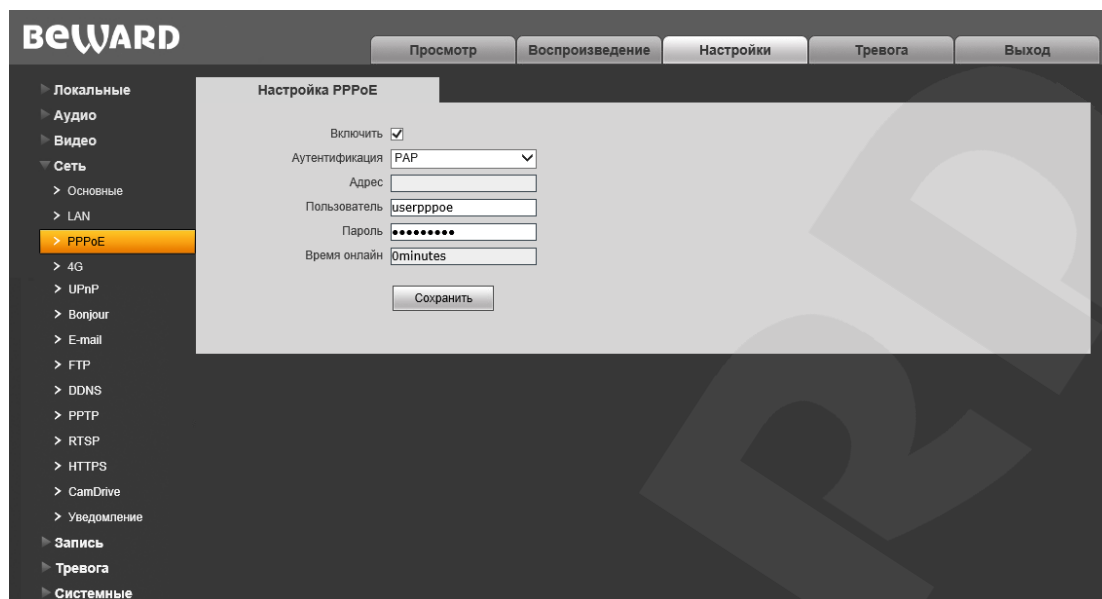 BEWARD
Просмотр
Воспроизведение
Настройки
Тревога
Выход
Локальные
Аудио
Видео
Сеть
Основные
LAN
PPPoE
4G
UPnP
Bonjour
E-mail
FTP
DDNS
PPTP
RTSP
HTTPS
CamDrive
Уведомление
Запись
Тревога
Системные
Настройка PPPoE
Включить
Аутентификация PAP
Адрес
Пользователь userpppoe
Пароль •••••••••
Время онлайн 0minutes
Сохранить